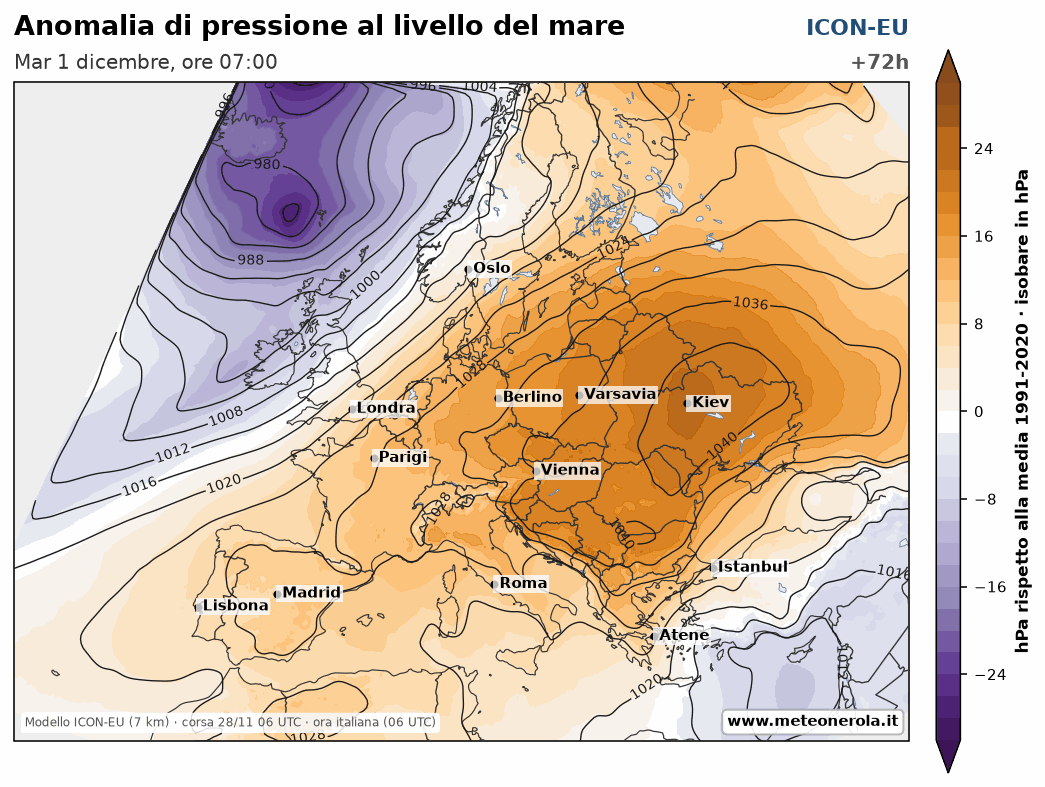 Anomalia di pressione al livello del mare
ICON-EU
Mar 1 dicembre, ore 07:00
+72h
996
996
1004
980
988
1000
1024
1036
1028
1008
1012
1016
1020
1040
1028
1040
1016
1012
1020
1028
Oslo
Londra
Berlino
Varsavia
Kiev
Parigi
Vienna
Istanbul
Roma
Madrid
Lisbona
Atene
Modello ICON-EU (7 km) · corsa 28/11 06 UTC · ora italiana (06 UTC)
www.meteonerola.it
24
16
8
0
−8
−16
−24
hPa rispetto alla media 1991-2020 · isobare in hPa